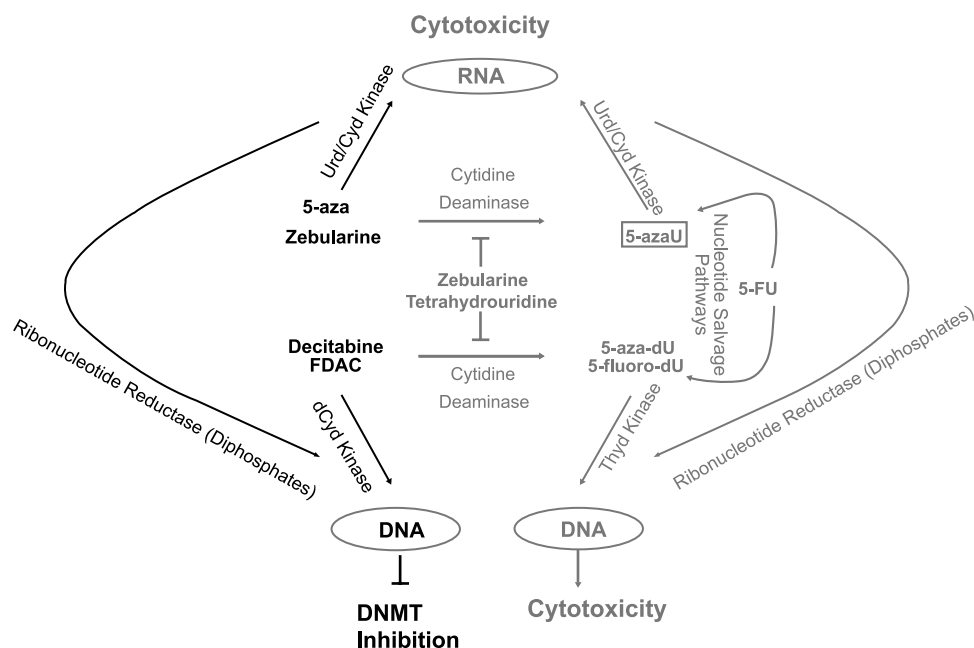 Cytotoxicity
RNA
Urd/Cyd Kinase
Urd/Cyd Kinase
5-aza
Zebularine
Cytidine
Deaminase
5-azaU
Nucleotide Salvage
Pathways
5-FU
Zebularine
Tetrahydrouridine
Ribonucleotide Reductase (Diphosphates)
Ribonucleotide Reductase (Diphosphates)
Decitabine
FDAC
Cytidine
Deaminase
5-aza-dU
5-fluoro-dU
dCyd Kinase
Thyd Kinase
DNA
DNA
DNMT
Inhibition
Cytotoxicity